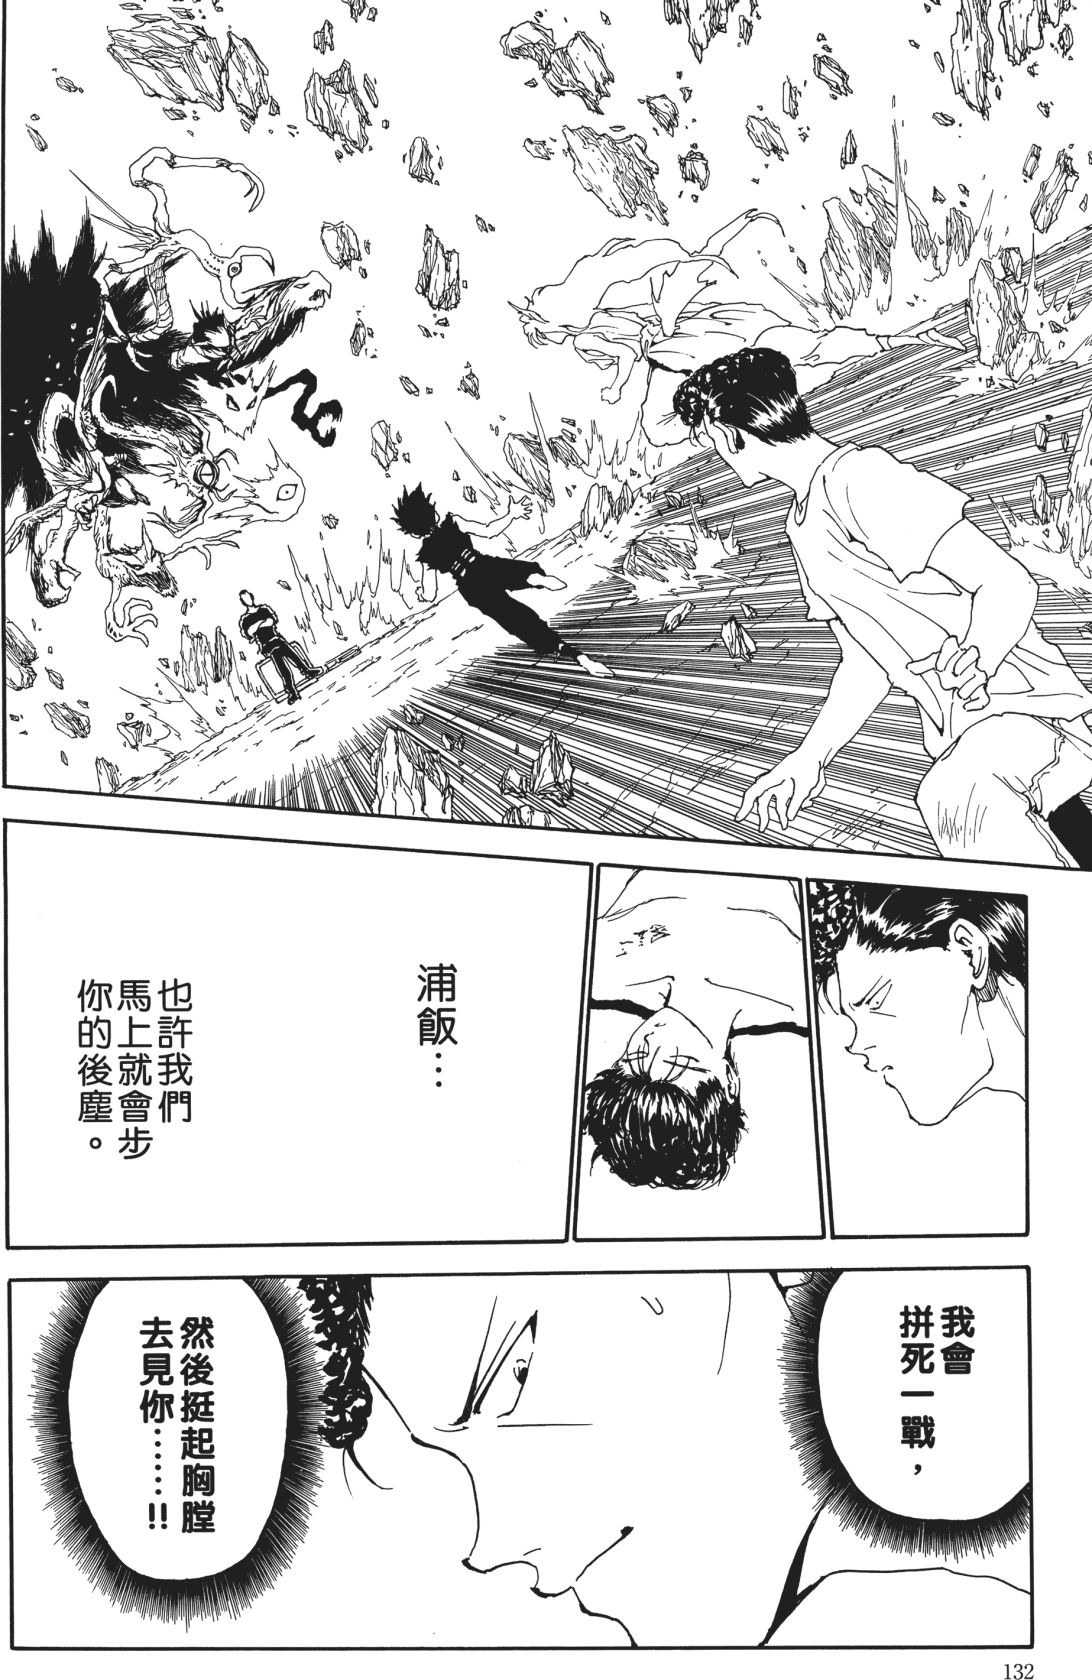 浦飯…
也許我們
馬上就會步
你的後塵。
我會
拼死一戰，
然後挺起胸膛
去見你……!!
132